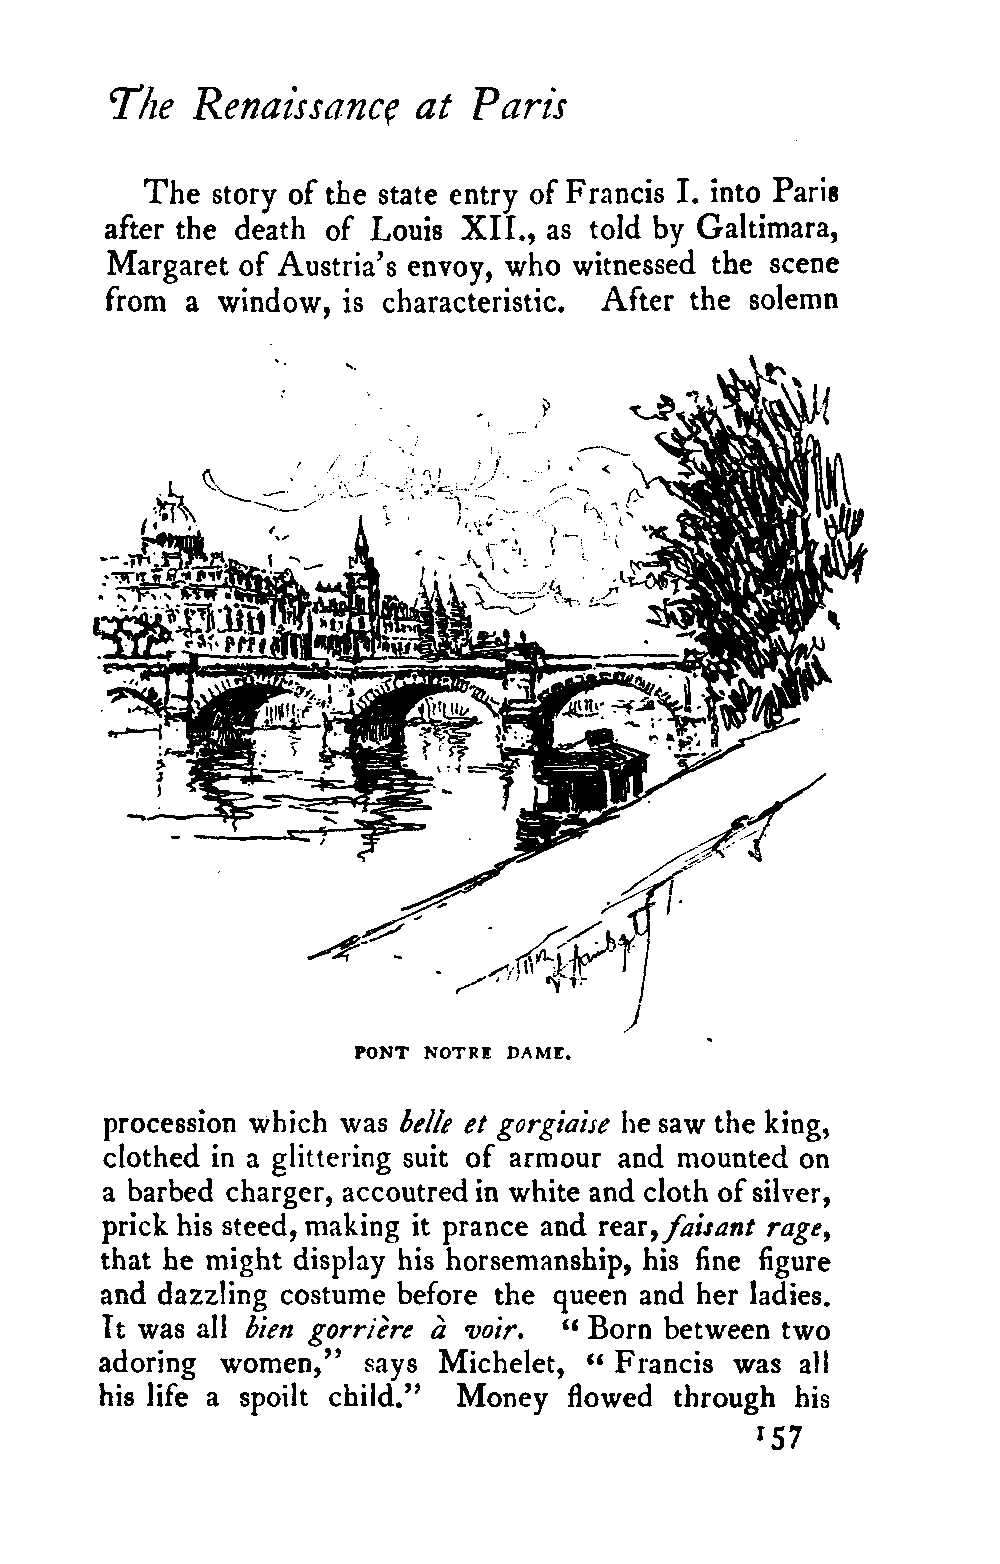 The Renaissance at Paris
The story of the state entry of Francis I. into Paris
after the death of Louis XII., as told by Galtimara,
Margaret of Austria's envoy, who witnessed the scene
from a window, is characteristic. After the solemn
PONT NOTRE DAME.
procession which was belle et gorgiaise he saw the king,
clothed in a glittering suit of armour and mounted on
a barbed charger, accoutred in white and cloth of silver,
prick his steed, making it prance and rear, faisant rage,
that he might display his horsemanship, his fine figure
and dazzling costume before the queen and her ladies.
It was all bien gorrière à voir. “ Born between two
adoring women,” says Michelet, “ Francis was all
his life a spoilt child.” Money flowed through his
157